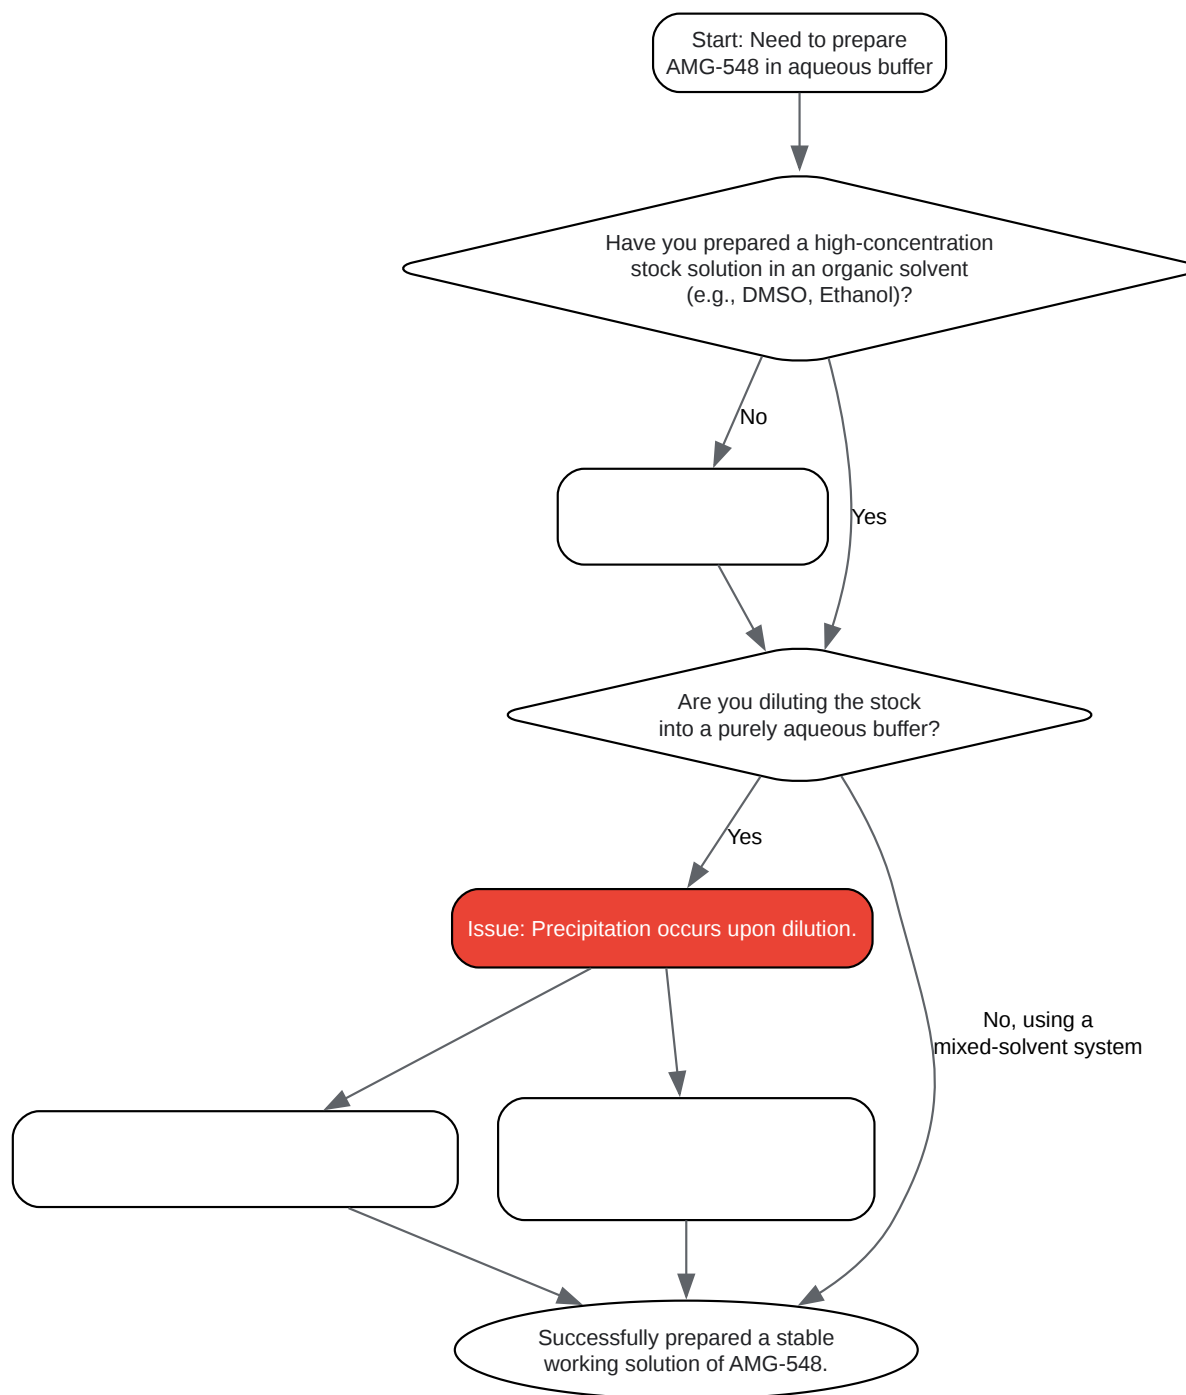 Start: Need to prepare
AMG-548 in aqueous buffer
Have you prepared a high-concentration
stock solution in an organic solvent
(e.g., DMSO, Ethanol)?
No
Yes
Are you diluting the stock
into a purely aqueous buffer?
Yes
Issue: Precipitation occurs upon dilution.
No, using a
mixed-solvent system
Successfully prepared a stable
working solution of AMG-548.